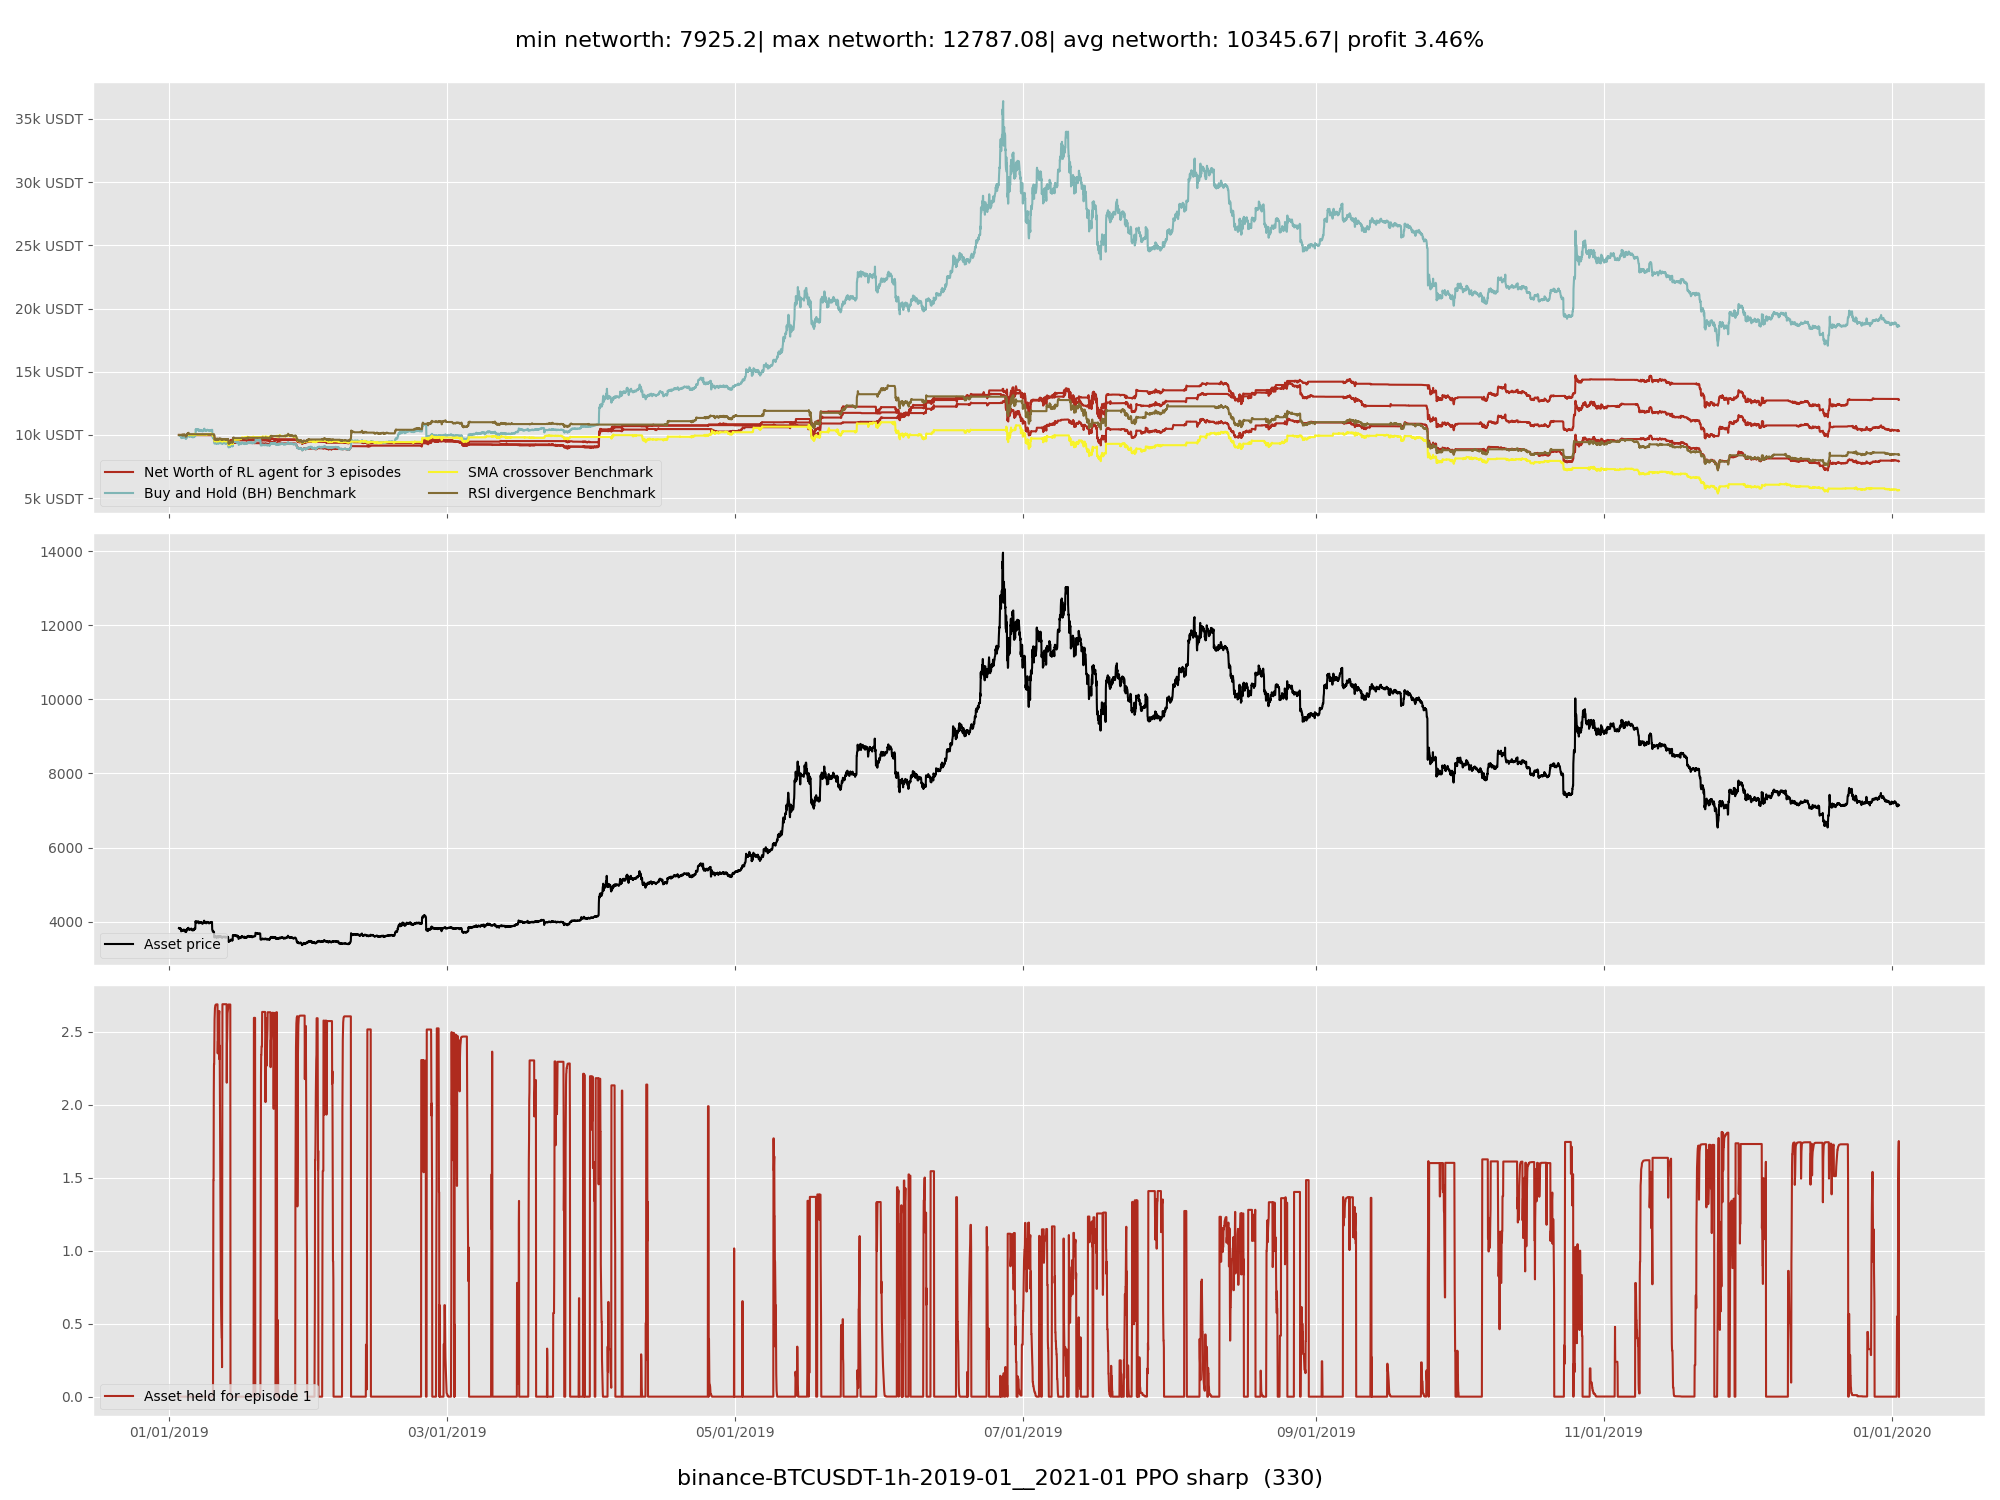 min networth: 7925.2| max networth: 12787.08| avg networth: 10345.67| profit 3.46%
35k USDT
30k USDT
25k USDT
20k USDT
15k USDT
10k USDT
5k USDT
Net Worth of RL agent for 3 episodes
Buy and Hold (BH) Benchmark
SMA crossover Benchmark
RSI divergence Benchmark
14000
12000
10000
8000
6000
4000
Asset price
2.5
2.0
1.5
1.0
0.5
0.0
Asset held for episode 1
01/01/2019 03/01/2019 05/01/2019 07/01/2019 09/01/2019 11/01/2019 01/01/2020
binance-BTCUSDT-1h-2019-01__2021-01 PPO sharp (330)